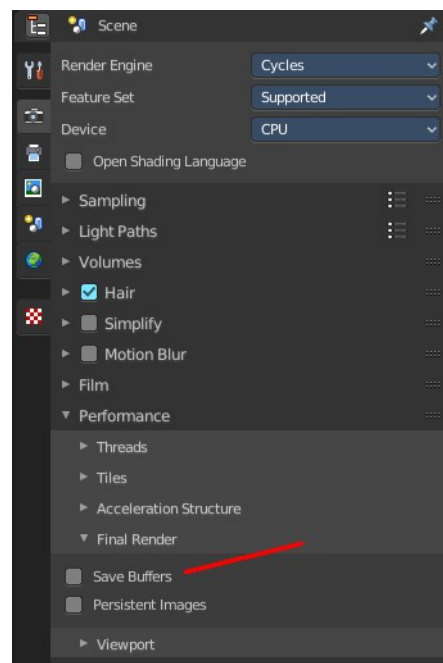 Scene
Render Engine Cycles
Feature Set Supported
Device CPU
Open Shading Language
Sampling
Light Paths
Volumes
Hair
Simplify
Motion Blur
Film
Performance
Threads
Tiles
Acceleration Structure
Final Render
Save Buffers
Persistent Images
Viewport